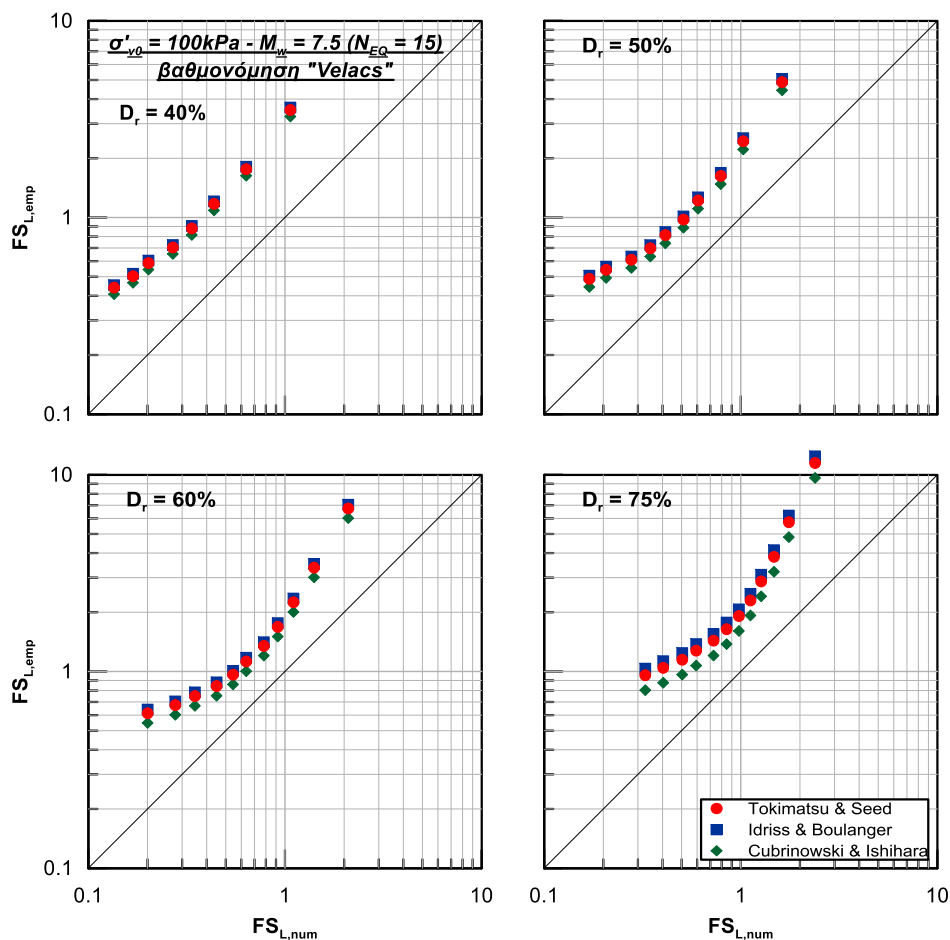 10
σ'v0 = 100kPa - Mw = 7.5 (NEQ = 15)
βαθμονόμηση "Velacs"
Dr = 40%
1
FSL,emp
0.1
Dr = 50%
10
Dr = 60%
1
FSL,emp
0.1
0.1
1
10
FSL,num
Dr = 75%
Tokimatsu & Seed
Idriss & Boulanger
Cubrinowski & Ishihara
0.1
1
10
FSL,num